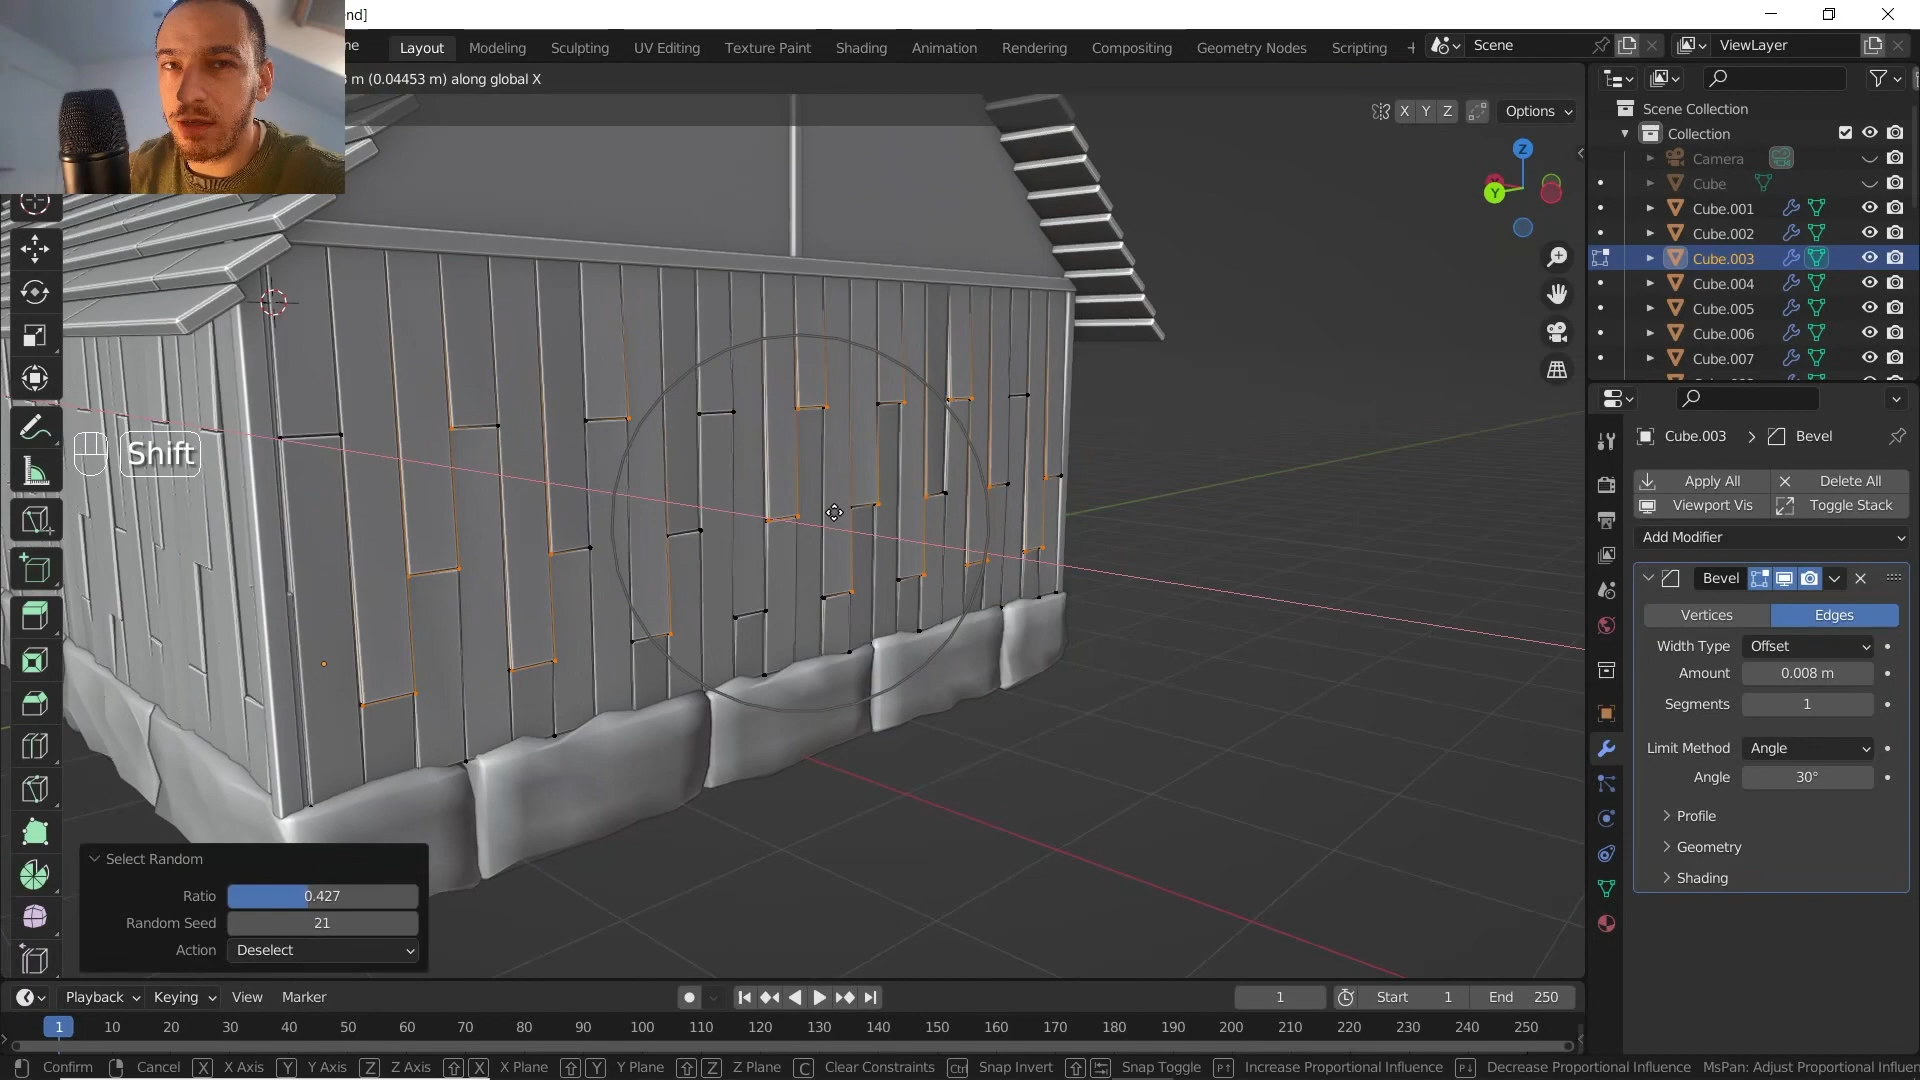 end]
ne
Layout
Modeling
Sculpting
UV Editing
Texture Paint
Shading
Animation
Rendering
Compositing
Geometry Nodes
Scripting
+
Scene
ViewLayer
m (0.04453 m) along global X
X Y Z
Options
Z
Y
Scene Collection
Collection
Camera
Cube
Cube.001
Cube.002
Cube.003
Cube.004
Cube.005
Cube.006
Cube.007
Shift
Cube.003 > Bevel
Apply All
Delete All
Viewport Vis
Toggle Stack
Add Modifier
Bevel
Vertices
Edges
Width Type Offset
Amount 0.008 m
Segments 1
Limit Method Angle
Angle 30°
Profile
Geometry
Shading
Select Random
Ratio 0.427
Random Seed 21
Action Deselect
Playback
Keying
View
Marker
1
Start 1
End 250
1 10 20 30 40 50 60 70 80 90 100 110 120 130 140 150 160 170 180 190 200 210 220 230 240 250
Confirm Cancel X X Axis Y Y Axis Z Z Axis X X Plane Y Y Plane Z Z Plane C Clear Constraints Ctrl Snap Invert Snap Toggle Increase Proportional Influence Decrease Proportional Influence MsPan: Adjust Proportional Influen